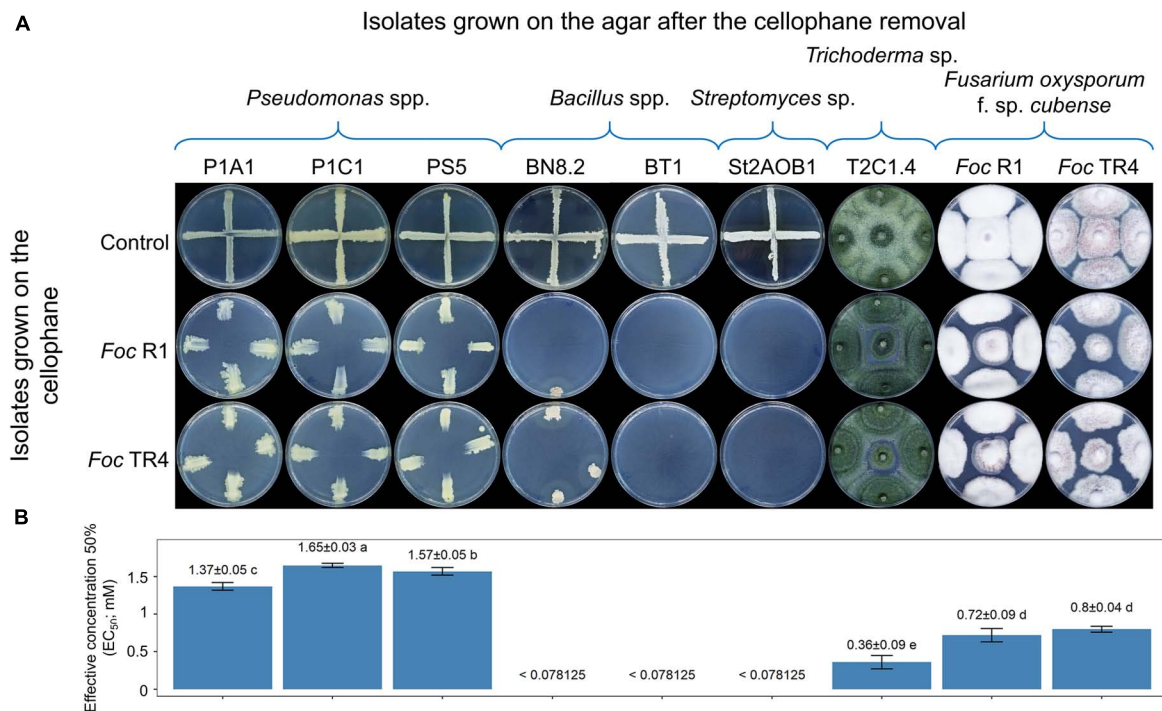 A
Isolates grown on the agar after the cellophane removal
Trichoderma sp.
Pseudomonas spp.
Bacillus spp.
Streptomyces sp.
Fusarium oxysporum
f. sp. cubense
P1A1
P1C1
PS5
BN8.2
BT1
St2AOB1
T2C1.4
Foc R1
Foc TR4
Isolates grown on the
cellophane
Control
Foc R1
Foc TR4
B
Effective concentration 50%
(EC50; mM)
1.5
1
0.5
0
1.37±0.05 c
1.65±0.03 a
1.57±0.05 b
< 0.078125
< 0.078125
< 0.078125
0.36±0.09 e
0.72±0.09 d
0.8±0.04 d